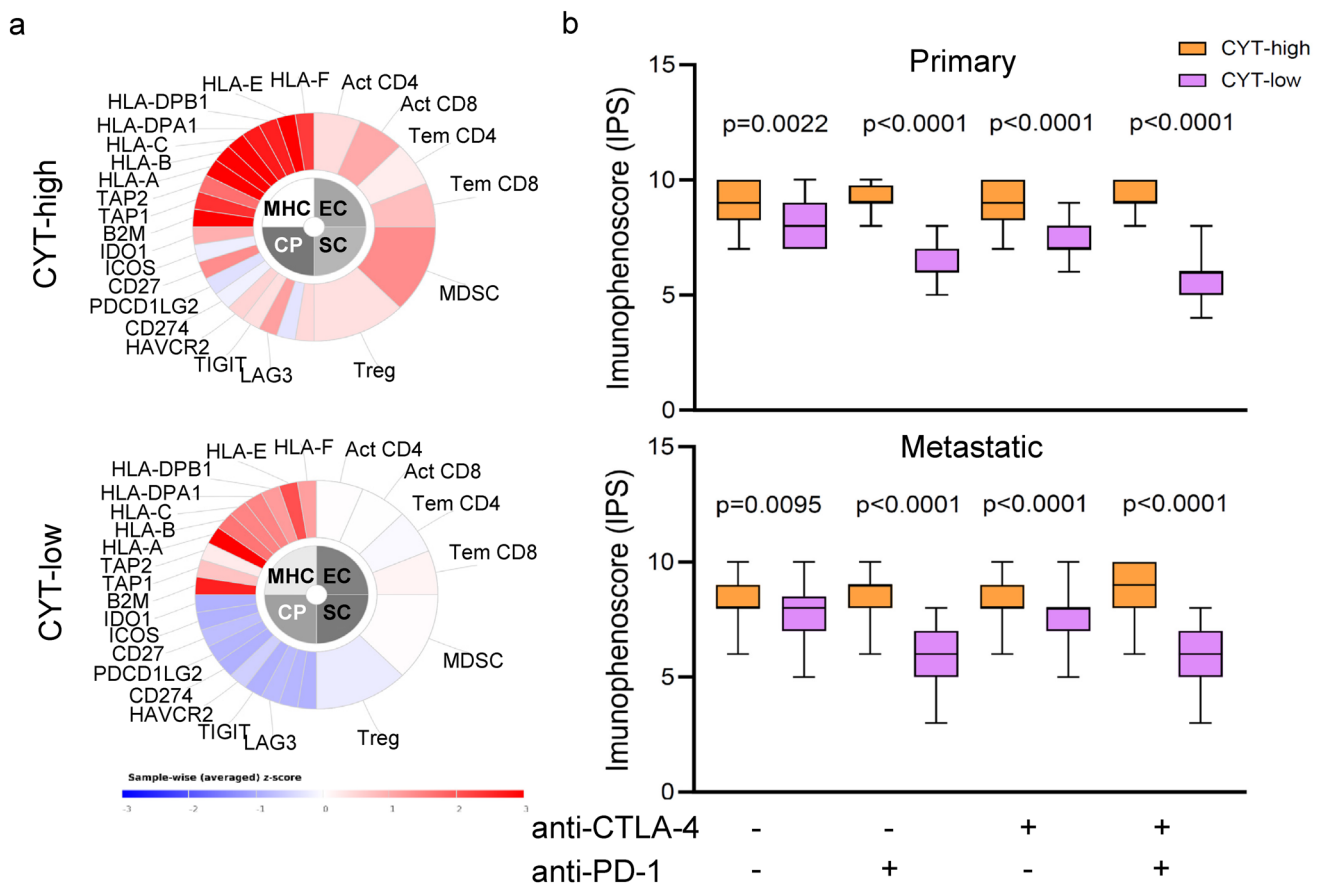 a
CYT-high
HLA-F
HLA-E
HLA-DPB1
HLA-DPA1
HLA-C
HLA-B
HLA-A
TAP2
TAP1
B2M
IDO1
ICOS
CD27
PDCD1LG2
CD274
HAVCR2
TIGIT
LAG3
Act CD4
Act CD8
Tem CD4
Tem CD8
MDSC
Treg
MHC EC
CP SC
CYT-low
HLA-F
HLA-E
HLA-DPB1
HLA-DPA1
HLA-C
HLA-B
HLA-A
TAP2
TAP1
B2M
IDO1
ICOS
CD27
PDCD1LG2
CD274
HAVCR2
TIGIT
LAG3
Act CD4
Act CD8
Tem CD4
Tem CD8
MDSC
Treg
MHC EC
CP SC
Sample-wise (averaged) z-score
-3 -2 -1 0 1 2 3
b
CYT-high
CYT-low
Primary
Imunophenoscore (IPS)
15
10
5
0
p=0.0022 p<0.0001 p<0.0001 p<0.0001
Metastatic
Imunophenoscore (IPS)
15
10
5
0
p=0.0095 p<0.0001 p<0.0001 p<0.0001
anti-CTLA-4 - - + +
anti-PD-1 - + - +